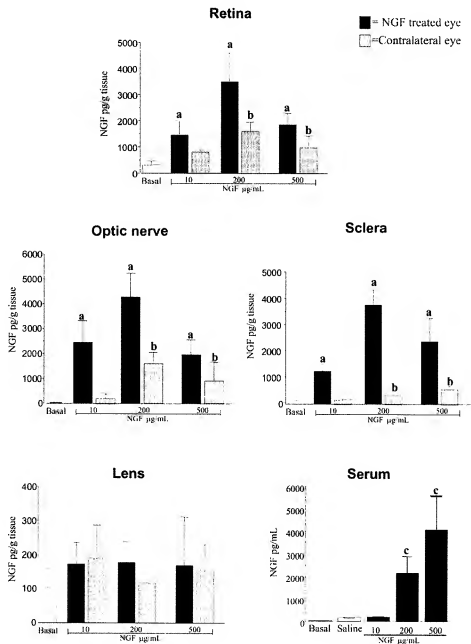 Retina
= NGF treated eye
=Contralateral eye
NGF pg/g tissue
5000
4000
3000
2000
1000
0
a
a
b
a
b
Basal
10
200
500
NGF µg/mL
Optic nerve
NGF pg/g tissue
6000
5000
4000
3000
2000
1000
0
a
a
b
a
b
Basal
10
200
500
NGF µg/mL
Sclera
NGF pg/g tissue
5000
4000
3000
2000
1000
0
a
a
b
a
b
Basal
10
200
500
NGF µg/mL
Lens
NGF pg/g tissue
400
300
200
100
0
Basal
10
200
500
NGF µg/mL
Serum
NGF pg/mL
6000
5000
4000
3000
2000
1000
0
c
c
Basal
Saline
10
200
500
NGF µg/mL